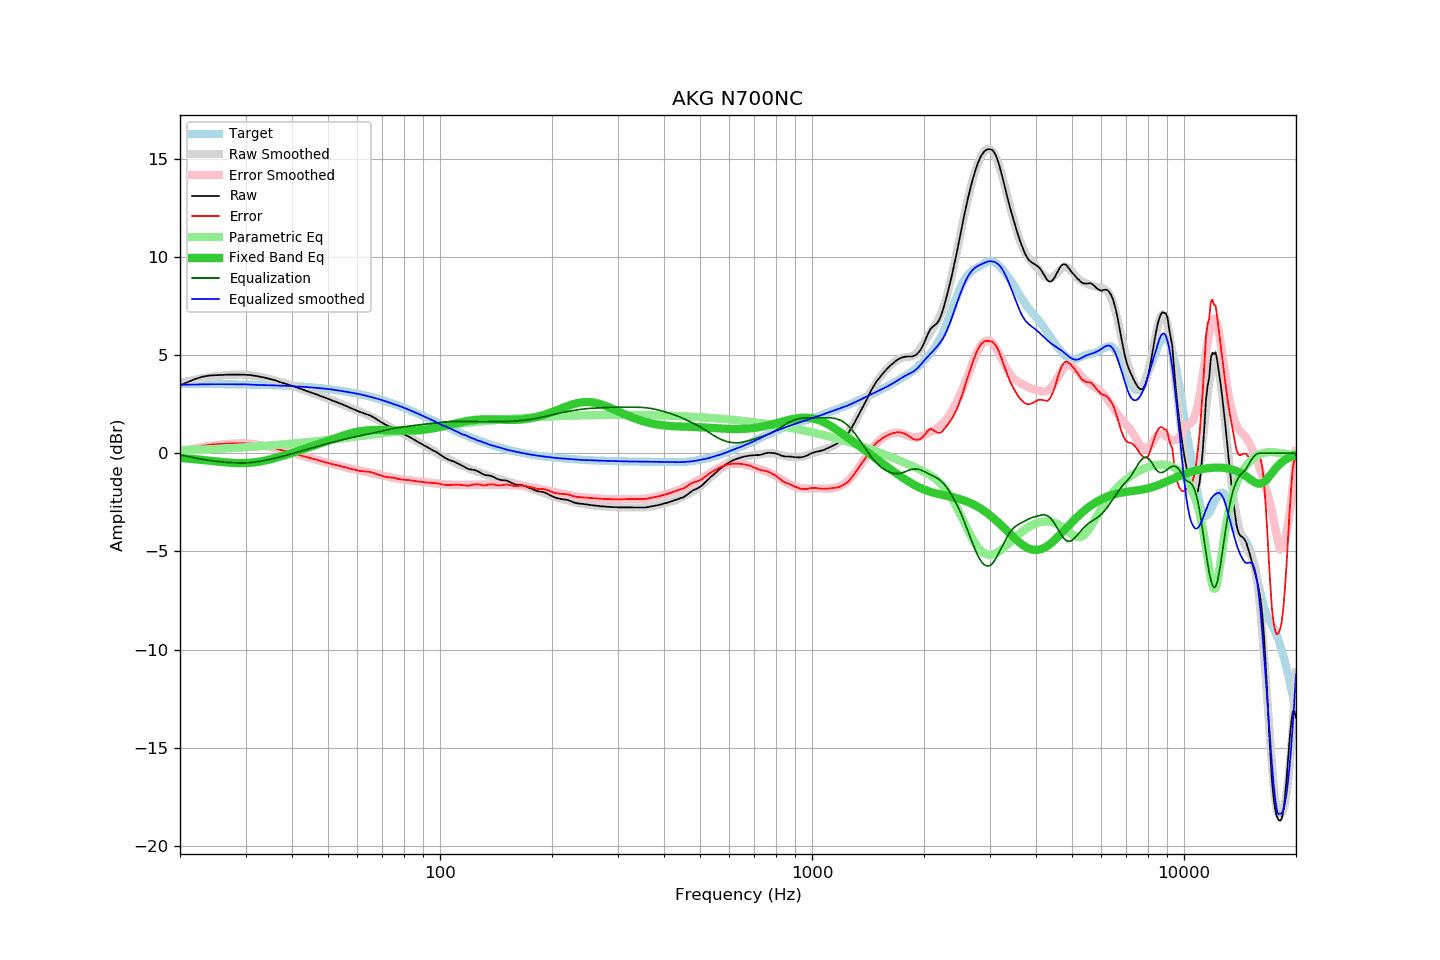 AKG N700NC
Target
Raw Smoothed
Error Smoothed
Raw
Error
Parametric Eq
Fixed Band Eq
Equalization
Equalized smoothed
15
10
5
0
−5
−10
−15
−20
Amplitude (dBr)
100
1000
10000
Frequency (Hz)